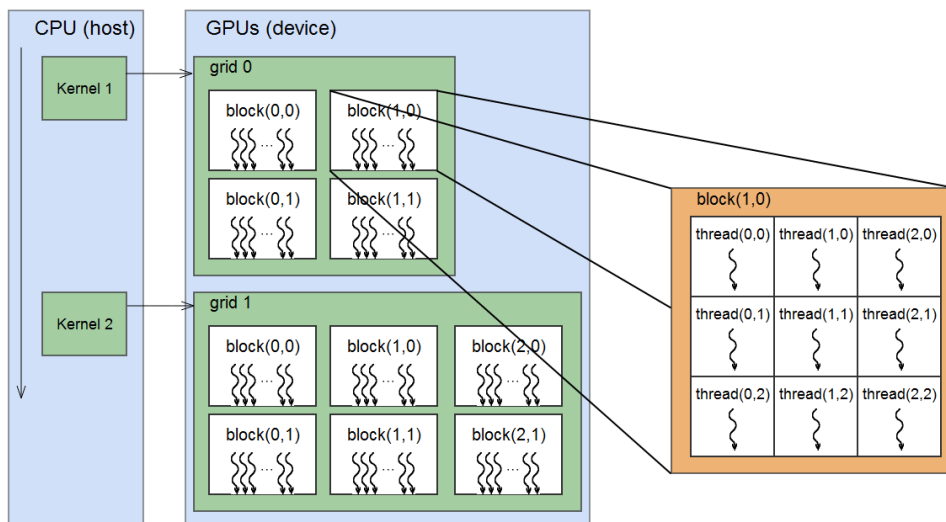 CPU (host)
GPUs (device)
Kernel 1
grid 0
block(0,0)
block(1,0)
...
...
block(0,1)
block(1,1)
...
...
Kernel 2
grid 1
block(0,0)
block(1,0)
block(2,0)
...
...
...
block(0,1)
block(1,1)
block(2,1)
...
...
...
block(1,0)
thread(0,0)
thread(1,0)
thread(2,0)
thread(0,1)
thread(1,1)
thread(2,1)
thread(0,2)
thread(1,2)
thread(2,2)